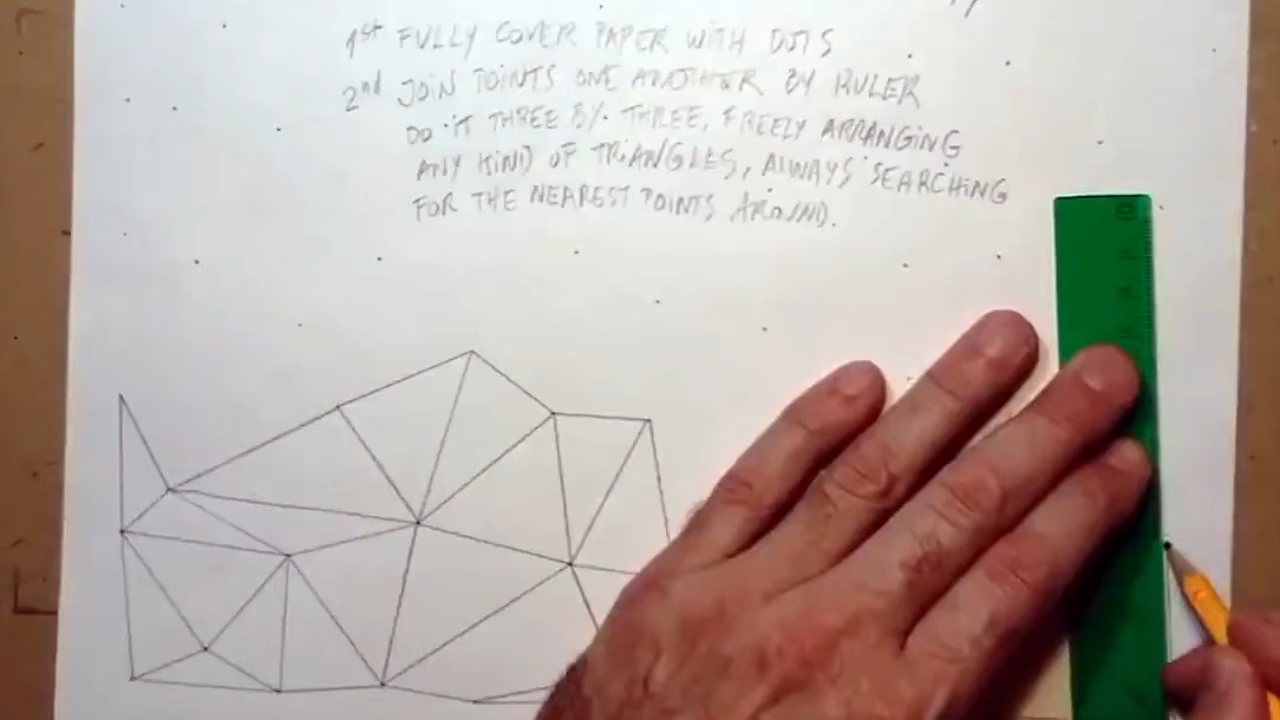 1st FULLY COVER PAPER WITH DOTS
2nd JOIN POINTS ONE ANOTHER BY RULER
DO IT THREE BY THREE, FREELY ARRANGING
ANY KIND OF TRIANGLES, ALWAYS SEARCHING
FOR THE NEAREST POINTS AROUND.